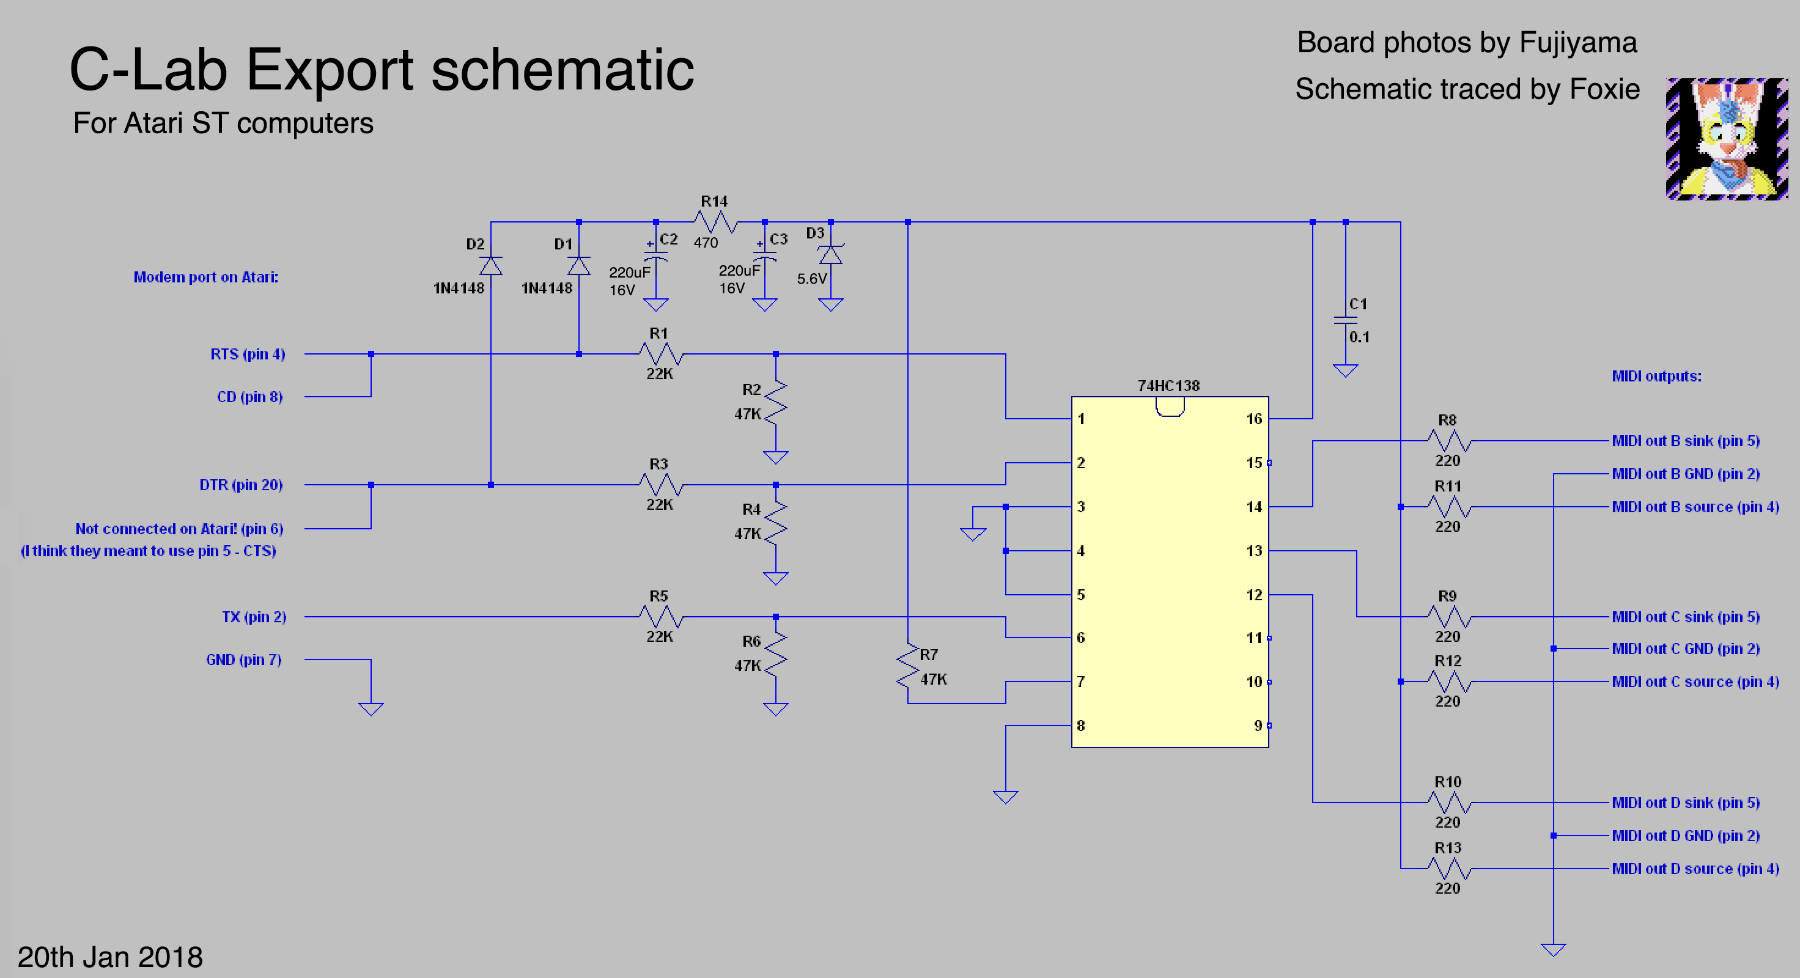 C-Lab Export schematic
For Atari ST computers
Board photos by Fujiyama
Schematic traced by Foxie
R14
470
D2
1N4148
D1
1N4148
C2
220uF
16V
C3
220uF
16V
D3
5.6V
C1
0.1
Modem port on Atari:
RTS (pin 4)
CD (pin 8)
DTR (pin 20)
Not connected on Atari! (pin 6)
(I think they meant to use pin 5 - CTS)
TX (pin 2)
GND (pin 7)
R1
22K
R2
47K
R3
22K
R4
47K
R5
22K
R6
47K
R7
47K
74HC138
1
2
3
4
5
6
7
8
16
15
14
13
12
11
10
9
MIDI outputs:
R8
220
MIDI out B sink (pin 5)
MIDI out B GND (pin 2)
R11
220
MIDI out B source (pin 4)
R9
220
MIDI out C sink (pin 5)
MIDI out C GND (pin 2)
R12
220
MIDI out C source (pin 4)
R10
220
MIDI out D sink (pin 5)
MIDI out D GND (pin 2)
R13
220
MIDI out D source (pin 4)
20th Jan 2018